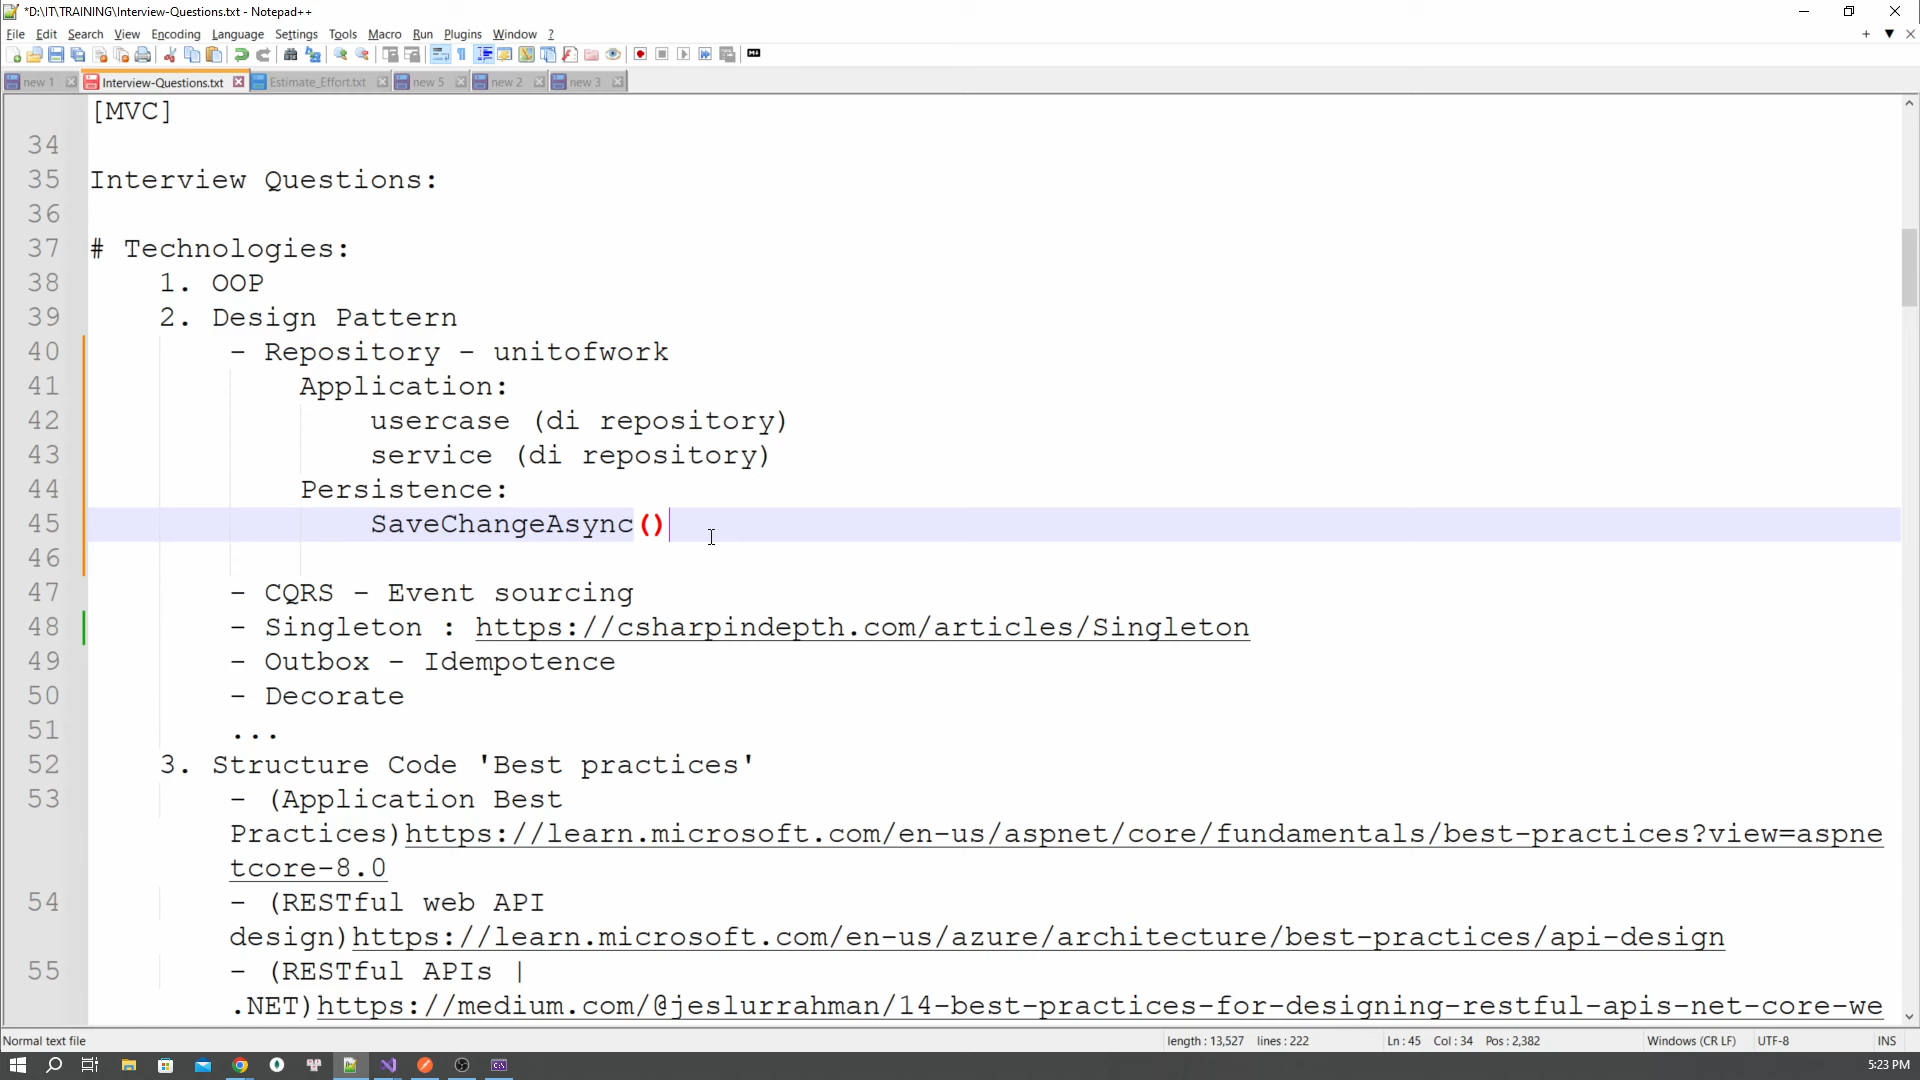 *D:\IT\TRAINING\Interview-Questions.txt - Notepad++
File Edit Search View Encoding Language Settings Tools Macro Run Plugins Window ?
new 1 Interview-Questions.txt Estimate_Effort.txt new 5 new 2 new 3
[MVC]
34
35 Interview Questions:
36
37 # Technologies:
38 1. OOP
39 2. Design Pattern
40 - Repository - unitofwork
41 Application:
42 usercase (di repository)
43 service (di repository)
44 Persistence:
45 SaveChangeAsync()
46
47 - CQRS - Event sourcing
48 - Singleton : https://csharpindepth.com/articles/Singleton
49 - Outbox - Idempotence
50 - Decorate
51 ...
52 3. Structure Code 'Best practices'
53 - (Application Best
Practices)https://learn.microsoft.com/en-us/aspnet/core/fundamentals/best-practices?view=aspne
tcore-8.0
54 - (RESTful web API
design)https://learn.microsoft.com/en-us/azure/architecture/best-practices/api-design
55 - (RESTful APIs |
.NET)https://medium.com/@jeslurrahman/14-best-practices-for-designing-restful-apis-net-core-we
Normal text file length : 13,527 lines : 222 Ln : 45 Col : 34 Pos : 2,382 Windows (CR LF) UTF-8 INS
5:23 PM